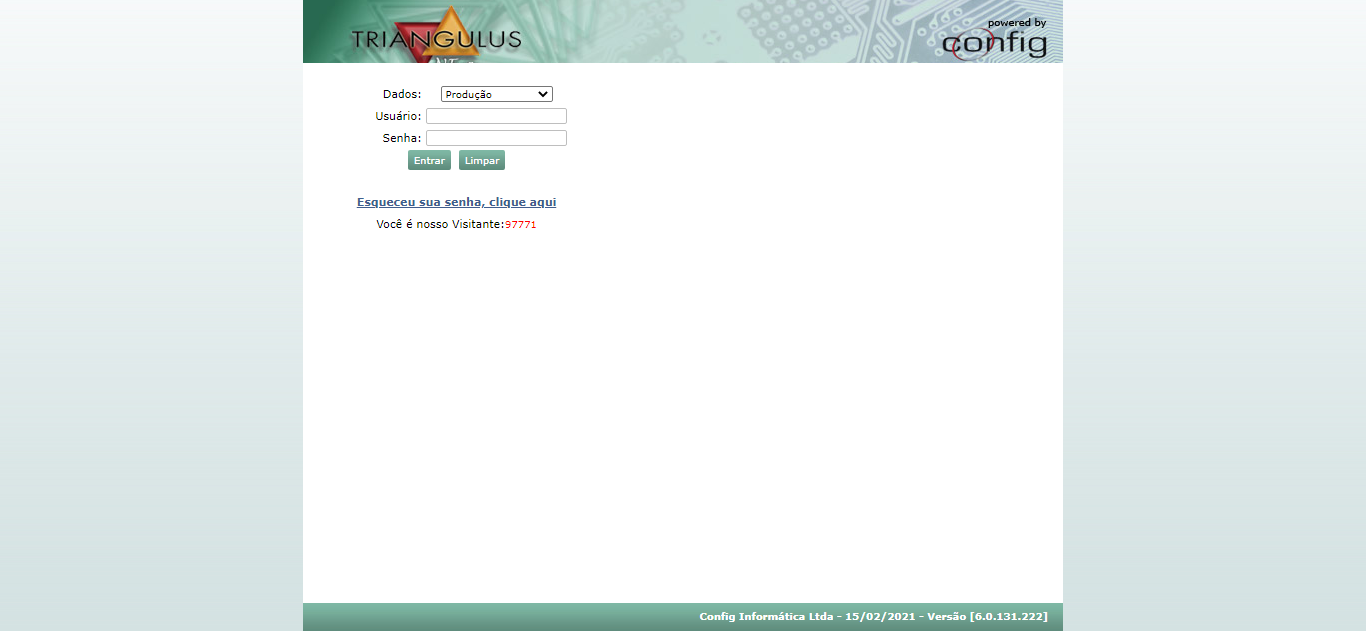 TRIANGULUS
powered by
config
Dados: Produção
Usuário:
Senha:
Entrar Limpar
Esqueceu sua senha, clique aqui
Você é nosso Visitante:97771
Config Informática Ltda - 15/02/2021 - Versão [6.0.131.222]